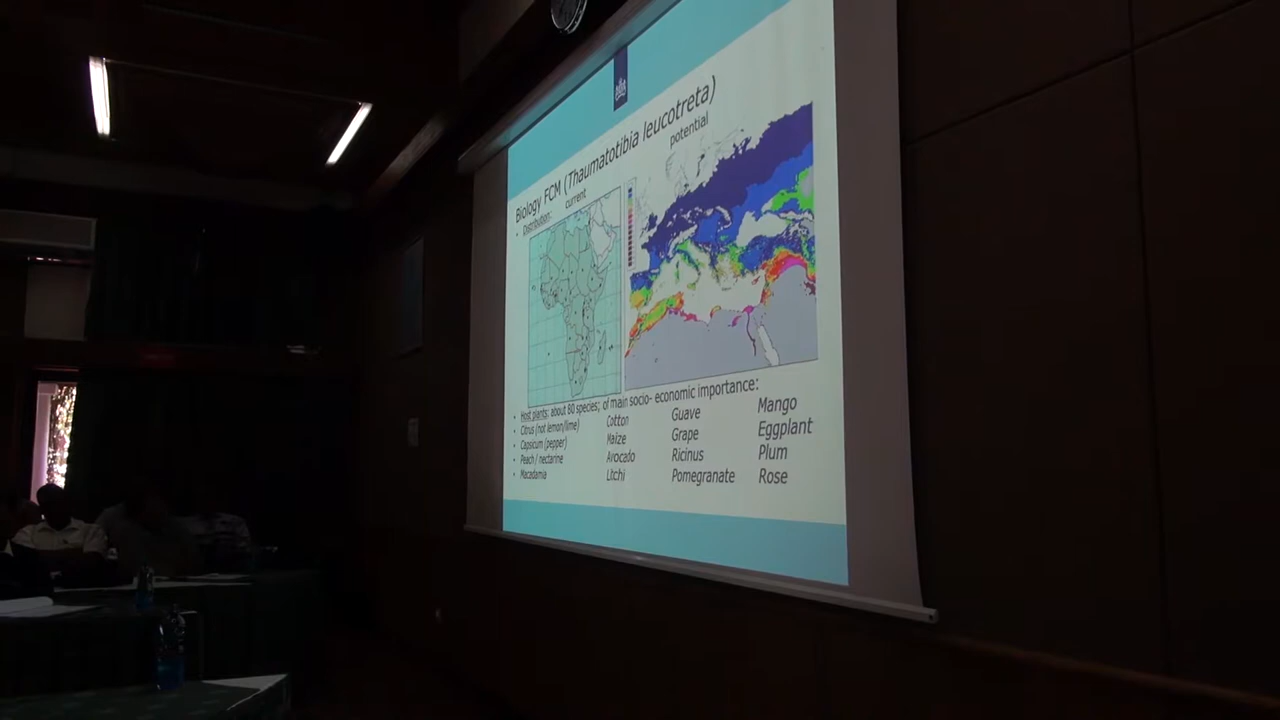 Biology FCM (Thaumatotibia leucotreta)
• Distribution: current potential
• Host plants: about 80 species; of main socio- economic importance:
• Citrus (not lemon/lime) Cotton Guave Mango
• Capsicum (pepper) Maize Grape Eggplant
• Peach / nectarine Avocado Ricinus Plum
• Macadamia Litchi Pomegranate Rose